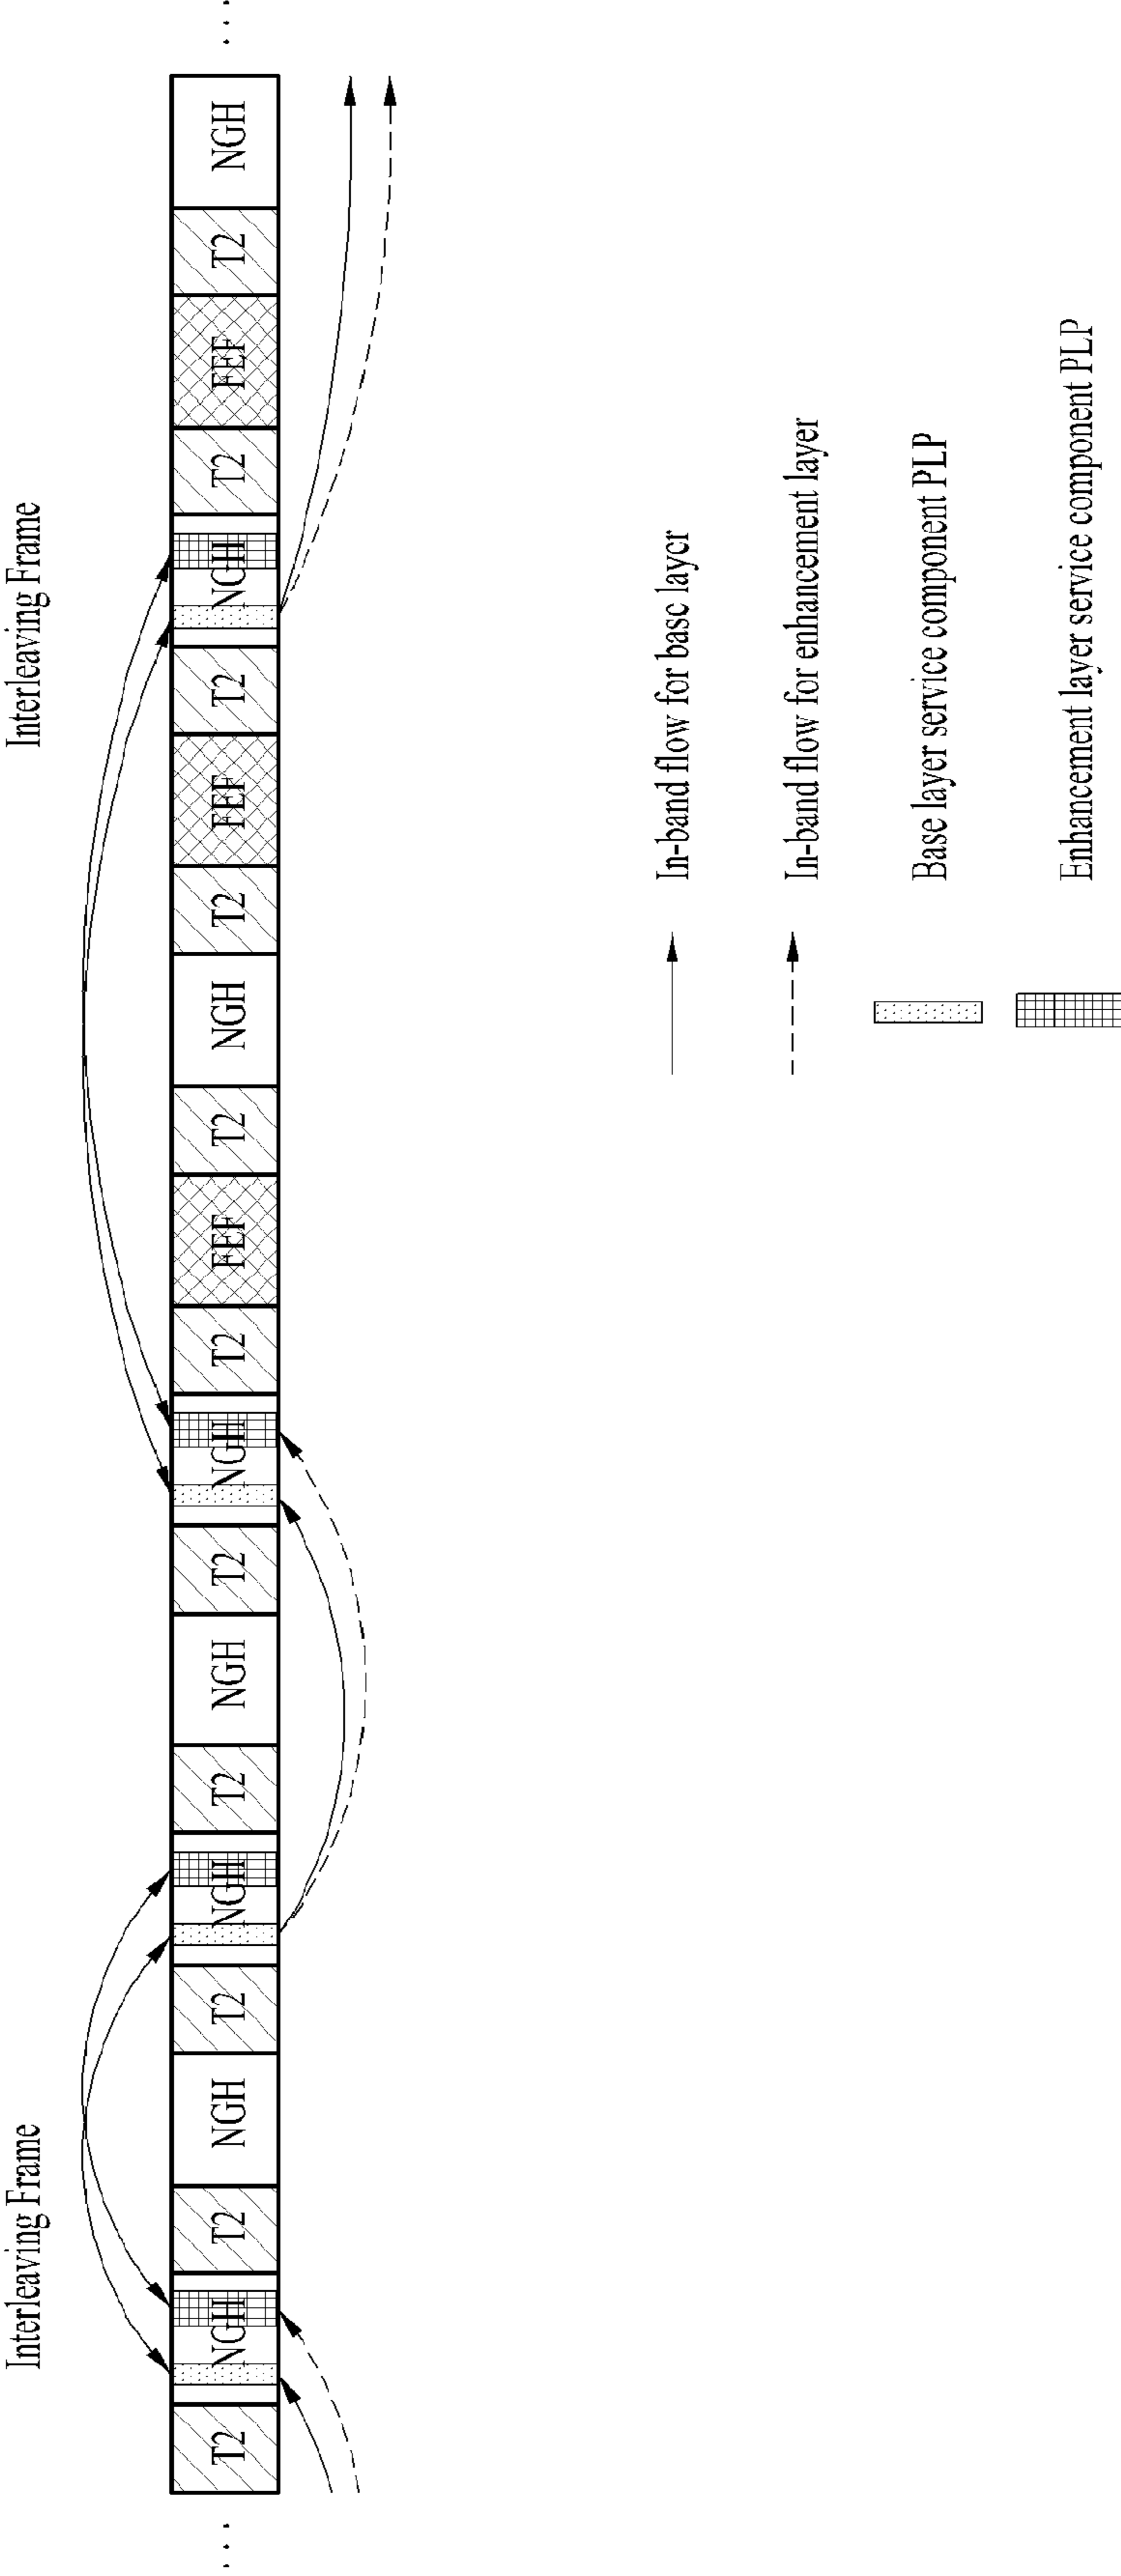 Interleaving Frame Interleaving Frame
... T2 NGH T2 NGH T2 NGH T2 NGH T2 NGH T2 FEF T2 NGH T2 FEF T2 NGH T2 FEF T2 NGH ...
In-band flow for base layer
In-band flow for enhancement layer
Base layer service component PLP
Enhancement layer service component PLP